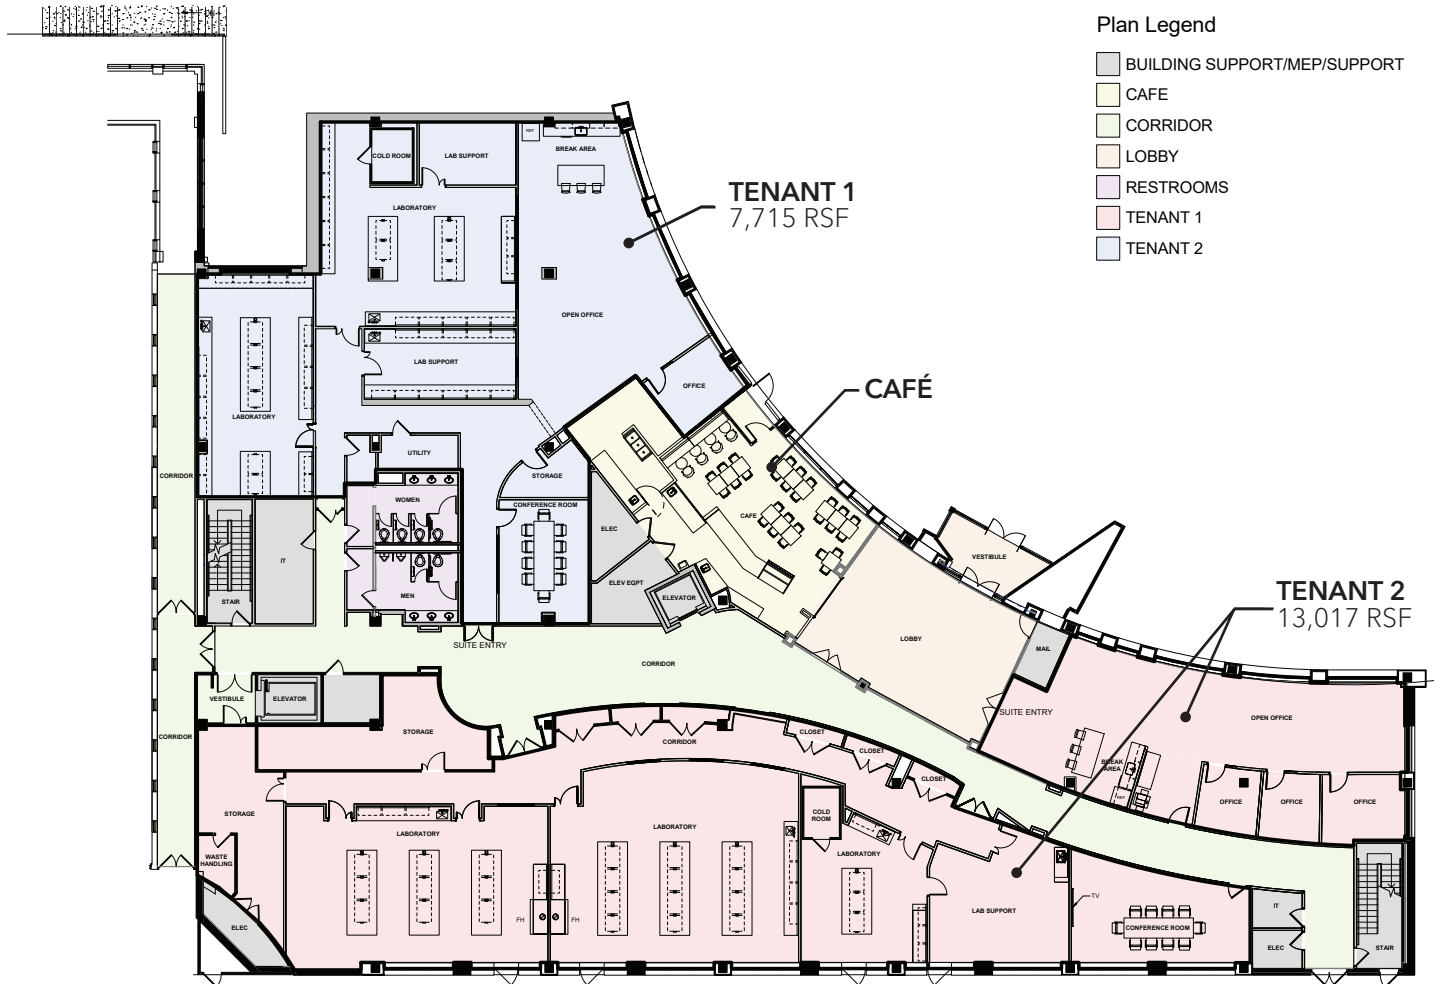 Plan Legend
BUILDING SUPPORT/MEP/SUPPORT
CAFE
CORRIDOR
LOBBY
RESTROOMS
TENANT 1
TENANT 2
TENANT 1
7,715 RSF
CAFÉ
TENANT 2
13,017 RSF
REF
BREAK AREA
COLD ROOM
LAB SUPPORT
LABORATORY
OPEN OFFICE
LAB SUPPORT
OFFICE
LABORATORY
UTILITY
CORRIDOR
STORAGE
WOMEN
CONFERENCE ROOM
CAFE
ELEC
IT
VESTIBULE
ELEV EQPT
MEN
STAIR
ELEVATOR
LOBBY
SUITE ENTRY
MAIL
CORRIDOR
VESTIBULE
ELEVATOR
SUITE ENTRY
OPEN OFFICE
STORAGE
CLOSET
CORRIDOR
CORRIDOR
CLOSET
BREAK
AREA
CLOSET
REF
OFFICE
OFFICE
OFFICE
STORAGE
COLD
ROOM
LABORATORY
LABORATORY
LABORATORY
WASTE
HANDLING
TV
FH
FH
LAB SUPPORT
IT
ELEC
CONFERENCE ROOM
ELEC
STAIR